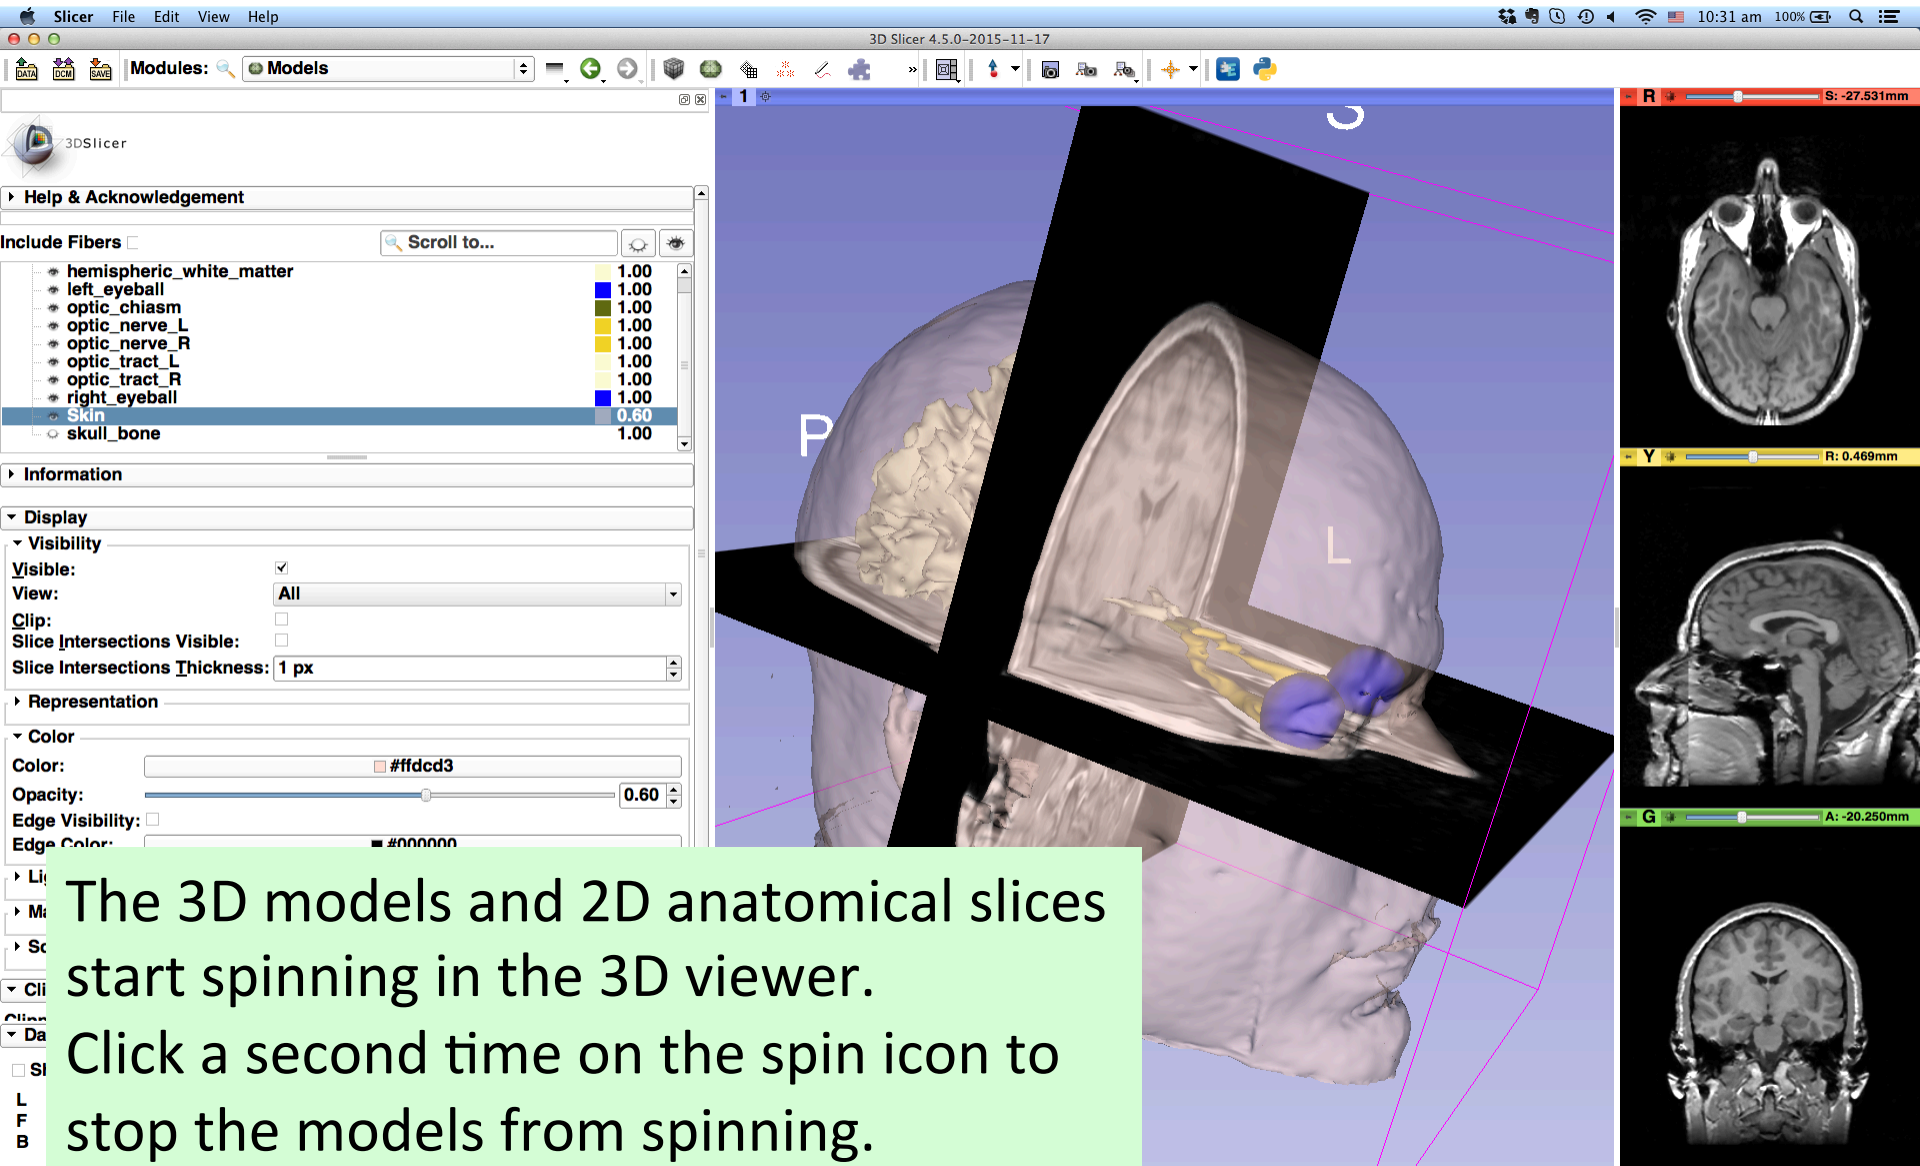 Slicer File Edit View Help
10:31 am 100%
3D Slicer 4.5.0-2015-11-17
DATA DCM SAVE Modules: Models
1
R S: -27.531mm
3DSlicer
Help & Acknowledgement
Include Fibers Scroll to...
hemispheric_white_matter 1.00
left_eyeball 1.00
optic_chiasm 1.00
optic_nerve_L 1.00
optic_nerve_R 1.00
optic_tract_L 1.00
optic_tract_R 1.00
right_eyeball 1.00
Skin 0.60
skull_bone 1.00
Information
Display
Visibility
Visible:
View: All
Clip:
Slice Intersections Visible:
Slice Intersections Thickness: 1 px
Representation
Color
Color: #ffdcd3
Opacity: 0.60
Edge Visibility:
Edge Color: #000000
Cli
Da
L
F
B
S
P
L
Y R: 0.469mm
G A: -20.250mm
The 3D models and 2D anatomical slices
start spinning in the 3D viewer.
Click a second time on the spin icon to
stop the models from spinning.